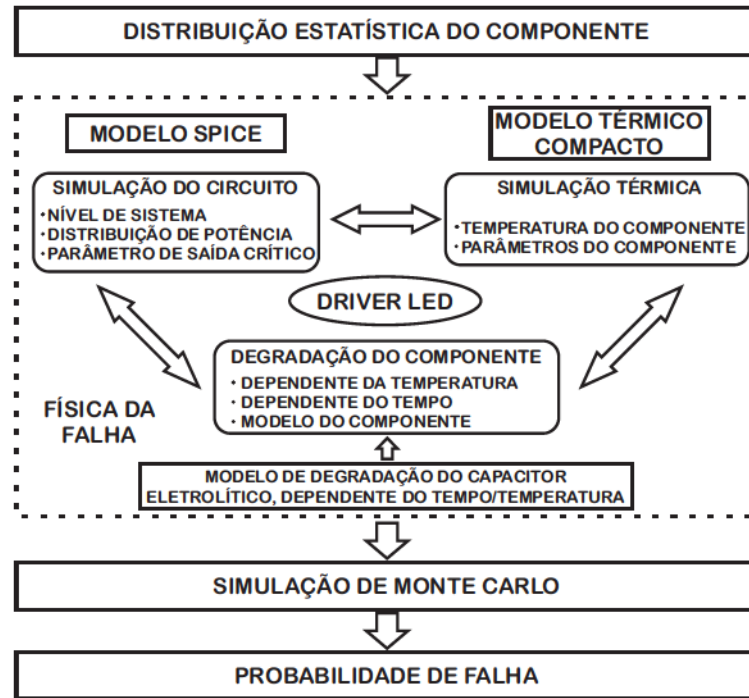 DISTRIBUIÇÃO ESTATÍSTICA DO COMPONENTE
MODELO SPICE
MODELO TÉRMICO
COMPACTO
SIMULAÇÃO DO CIRCUITO
•NÍVEL DE SISTEMA
•DISTRIBUIÇÃO DE POTÊNCIA
•PARÂMETRO DE SAÍDA CRÍTICO
SIMULAÇÃO TÉRMICA
•TEMPERATURA DO COMPONENTE
•PARÂMETROS DO COMPONENTE
DRIVER LED
DEGRADAÇÃO DO COMPONENTE
• DEPENDENTE DA TEMPERATURA
• DEPENDENTE DO TEMPO
• MODELO DO COMPONENTE
FÍSICA DA
FALHA
MODELO DE DEGRADAÇÃO DO CAPACITOR
ELETROLÍTICO, DEPENDENTE DO TEMPO/TEMPERATURA
SIMULAÇÃO DE MONTE CARLO
PROBABILIDADE DE FALHA